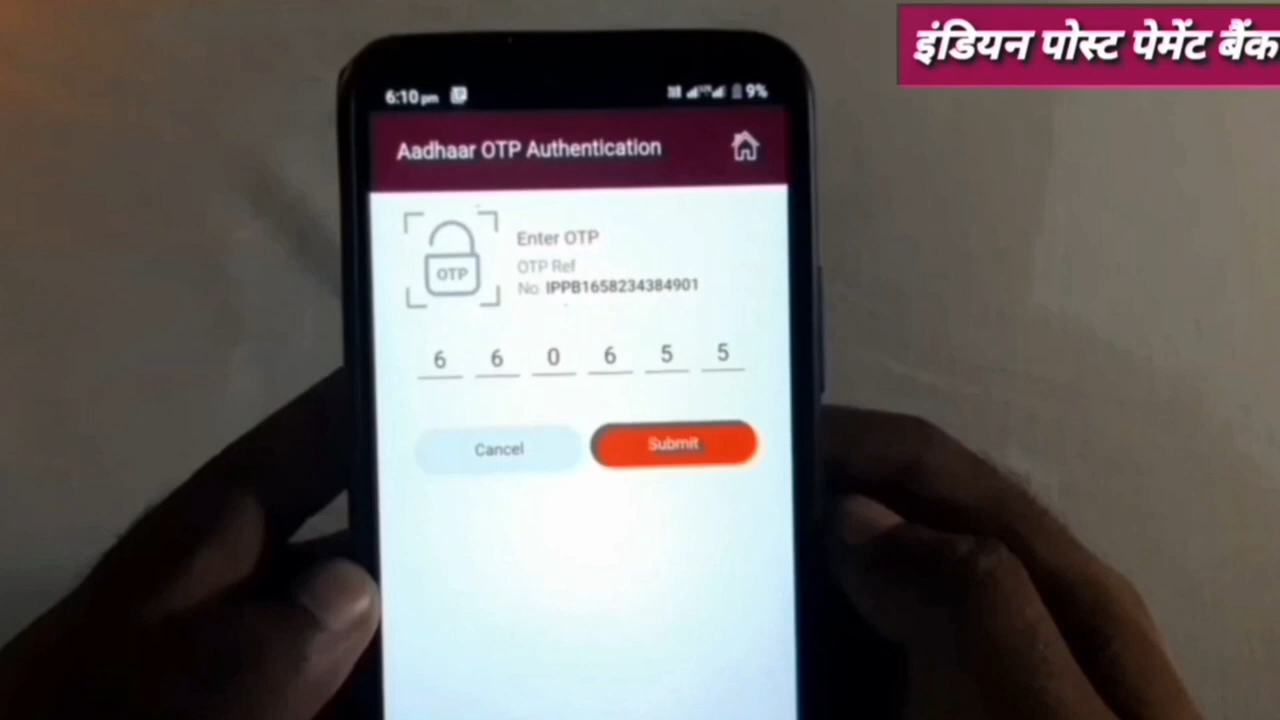 इंडियन पोस्ट पेमेंट बैंक
6:10 pm 9%
Aadhaar OTP Authentication
OTP
Enter OTP
OTP Ref
No. IPPB1658234384901
6 6 0 6 5 5
Cancel Submit